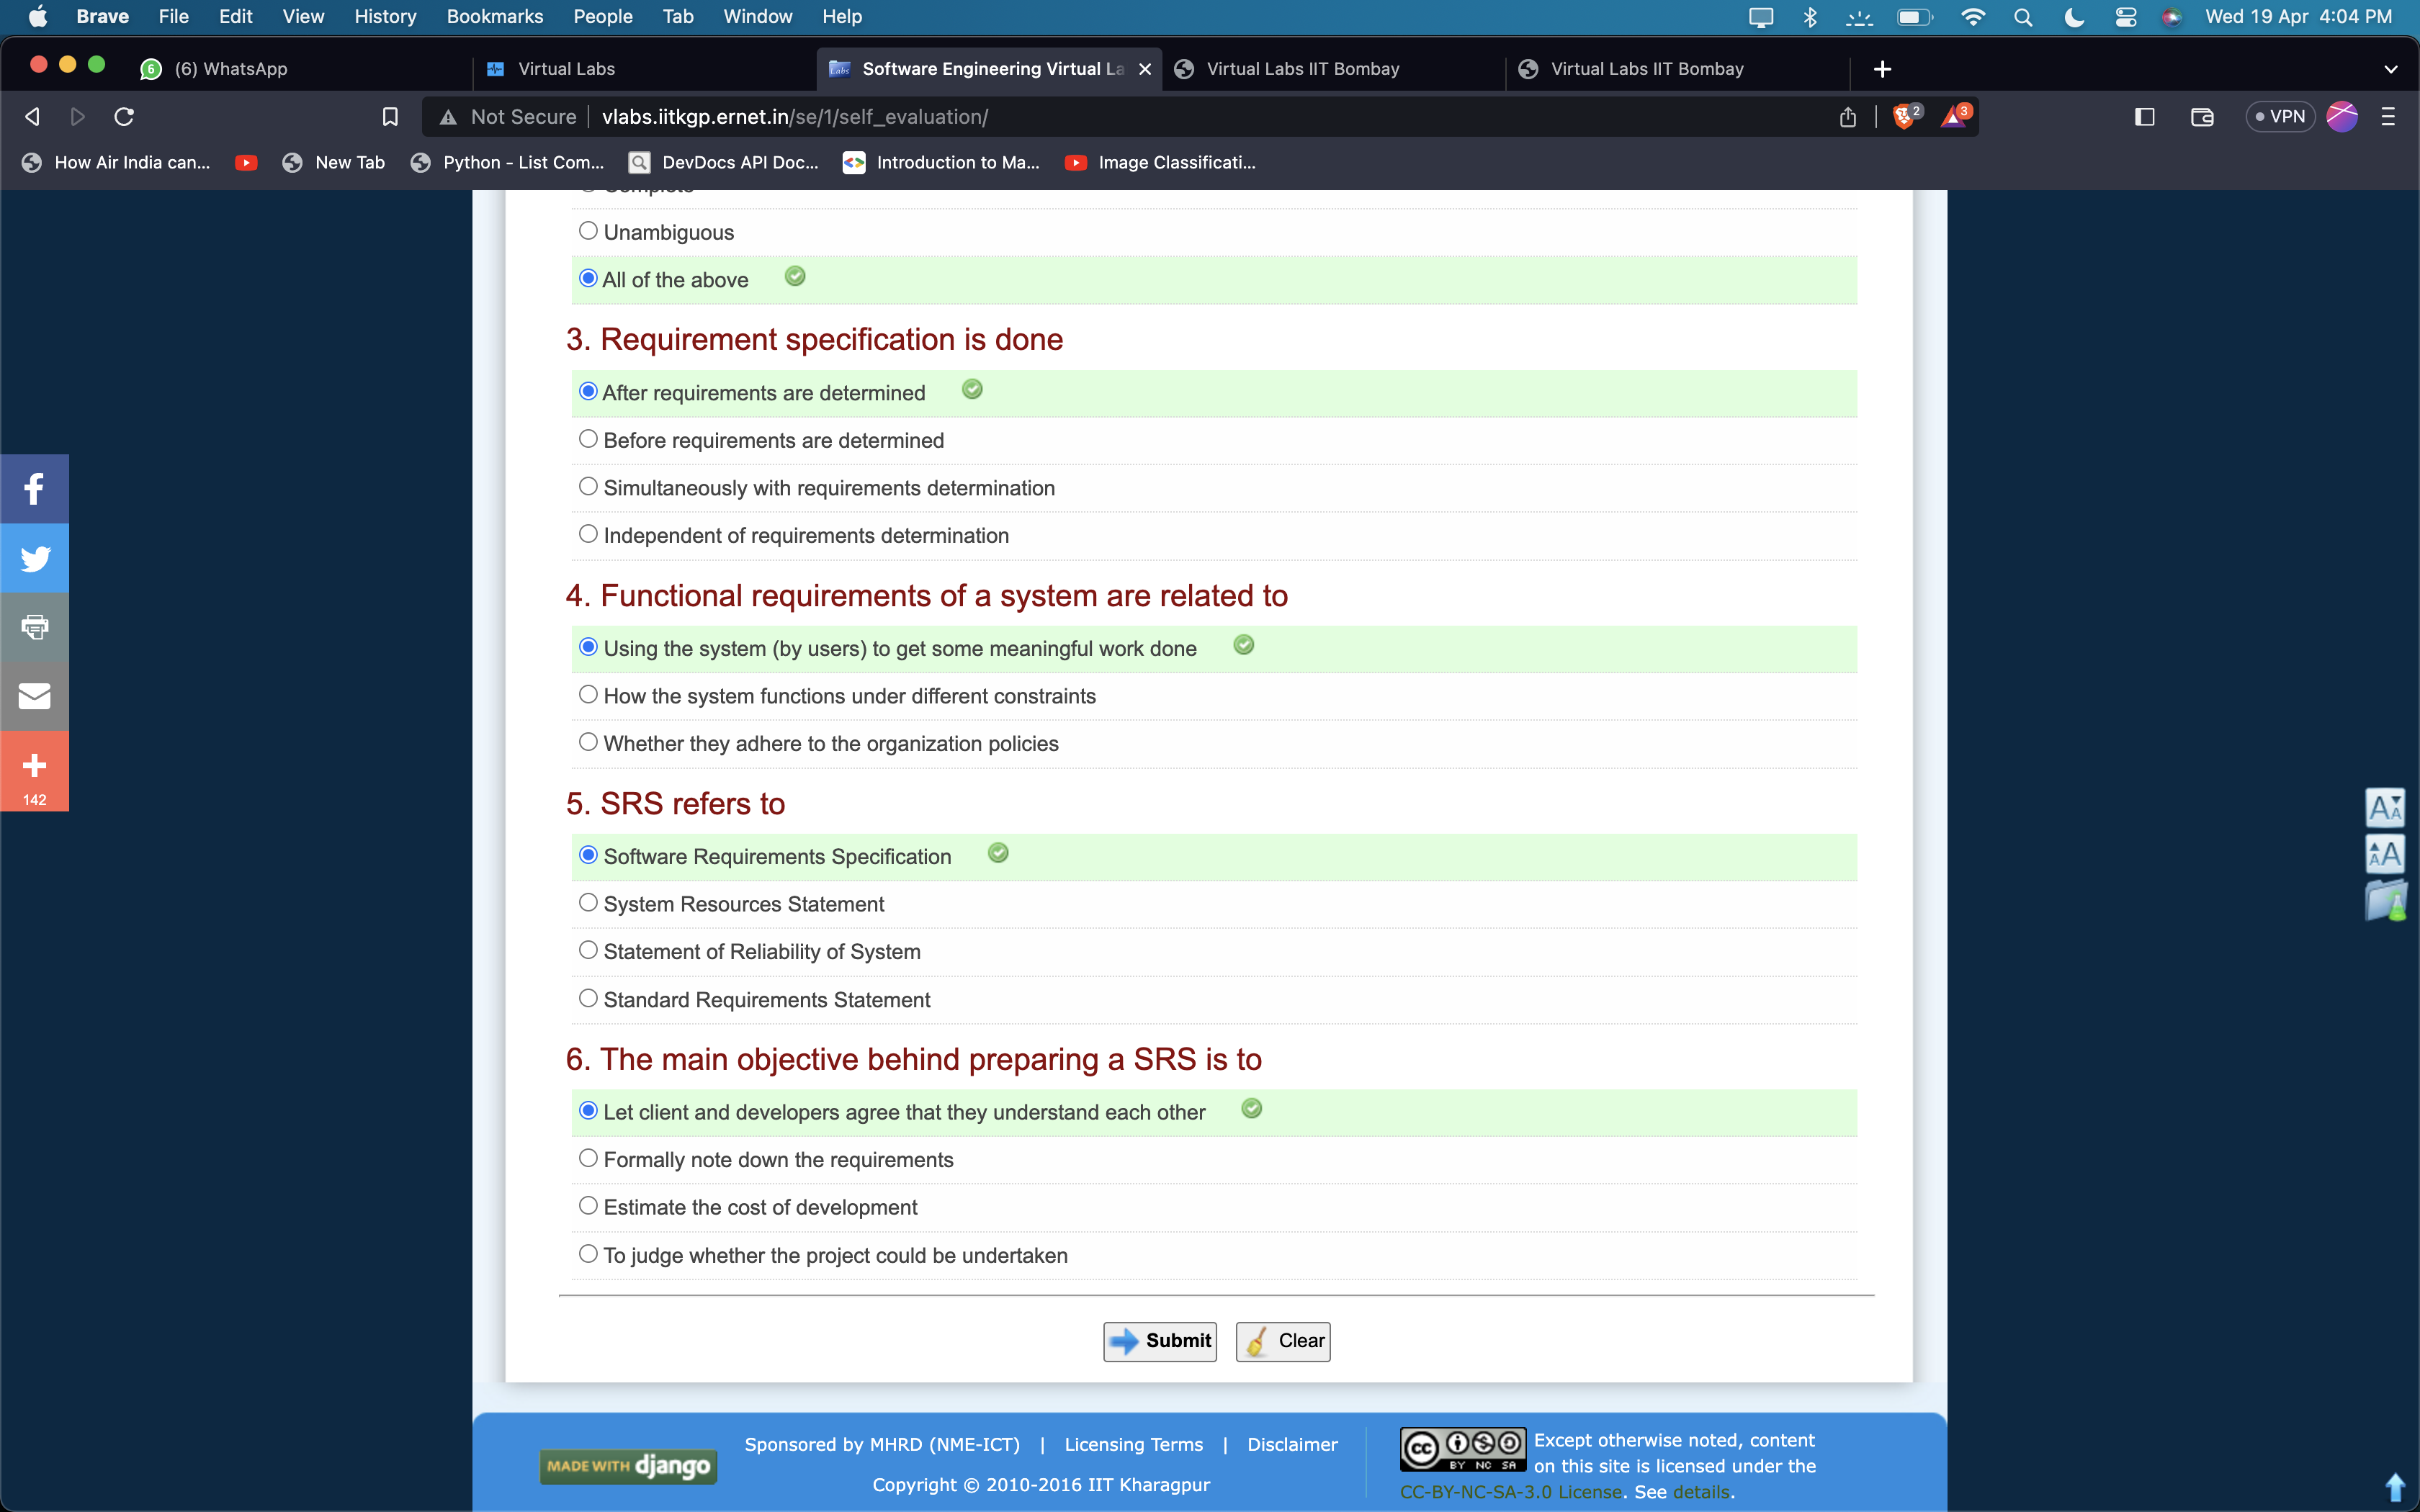 Brave File Edit View History Bookmarks People Tab Window Help Wed 19 Apr 4:04 PM
6 (6) WhatsApp Virtual Labs Labs Software Engineering Virtual La Virtual Labs IIT Bombay Virtual Labs IIT Bombay
Not Secure vlabs.iitkgp.ernet.in/se/1/self_evaluation/ 2 3 VPN
How Air India can... New Tab Python - List Com... DevDocs API Doc... Introduction to Ma... Image Classificati...
Complete
Unambiguous
All of the above
3. Requirement specification is done
After requirements are determined
Before requirements are determined
Simultaneously with requirements determination
Independent of requirements determination
4. Functional requirements of a system are related to
Using the system (by users) to get some meaningful work done
How the system functions under different constraints
Whether they adhere to the organization policies
142
5. SRS refers to
Software Requirements Specification
System Resources Statement
Statement of Reliability of System
Standard Requirements Statement
6. The main objective behind preparing a SRS is to
Let client and developers agree that they understand each other
Formally note down the requirements
Estimate the cost of development
To judge whether the project could be undertaken
Submit Clear
MADE WITH django
Sponsored by MHRD (NME-ICT) | Licensing Terms | Disclaimer
Copyright © 2010-2016 IIT Kharagpur
cc BY NC SA
Except otherwise noted, content
on this site is licensed under the
CC-BY-NC-SA-3.0 License. See details.